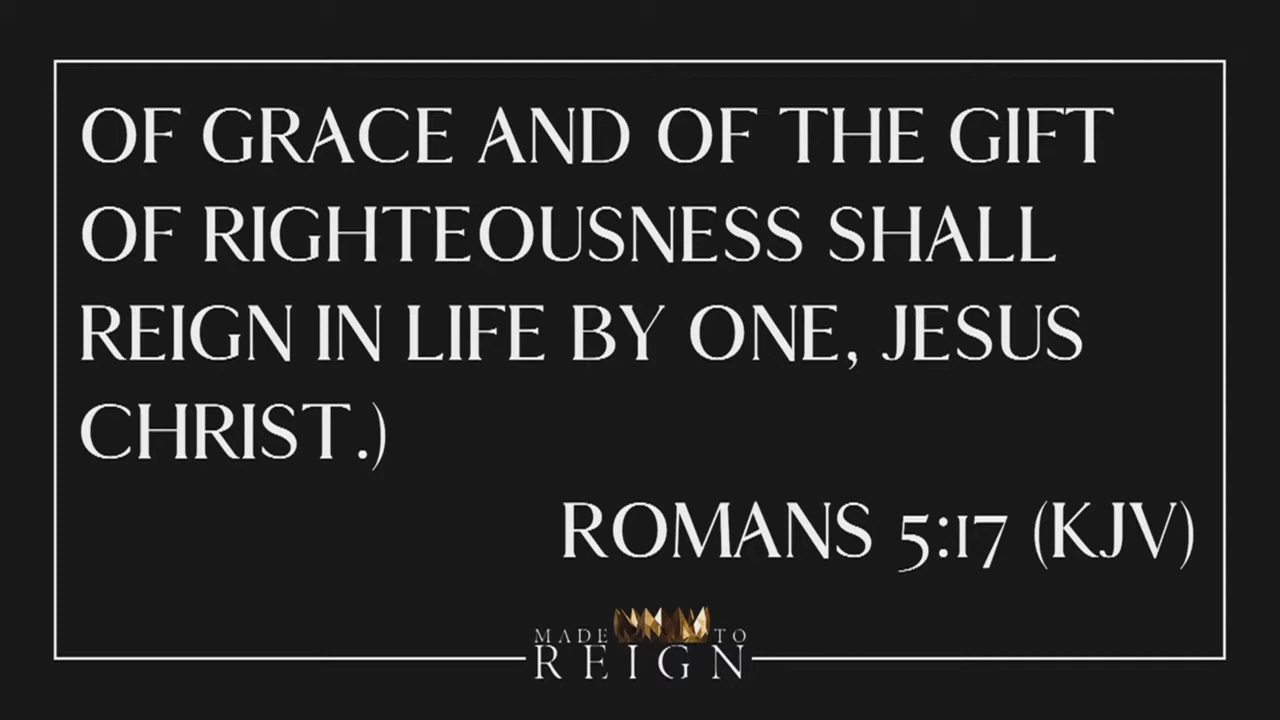 OF GRACE AND OF THE GIFT
OF RIGHTEOUSNESS SHALL
REIGN IN LIFE BY ONE, JESUS
CHRIST.)
ROMANS 5:17 (KJV)
MADE TO
REIGN